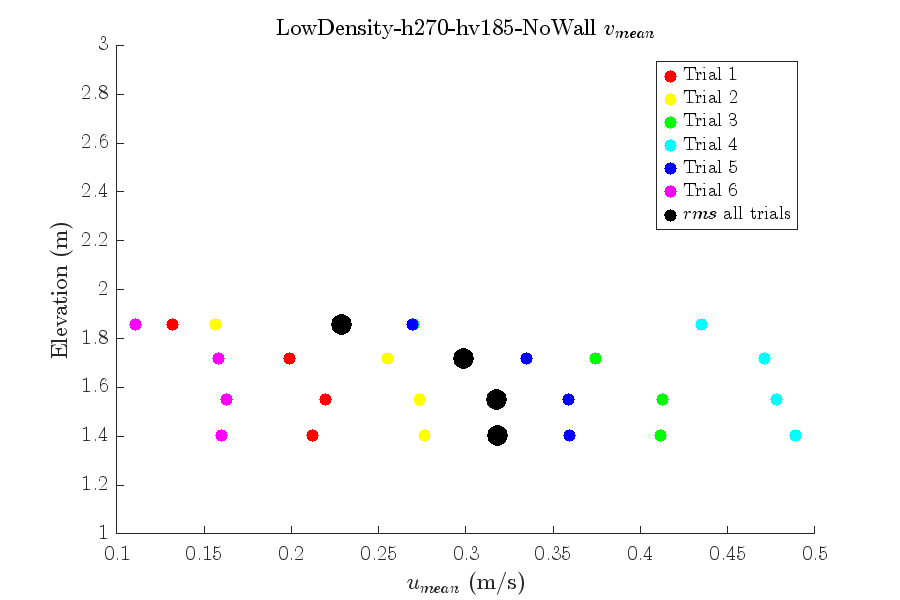 LowDensity-h270-hv185-NoWall v_mean
3
2.8
2.6
2.4
2.2
2
1.8
1.6
1.4
1.2
1
Elevation (m)
Trial 1
Trial 2
Trial 3
Trial 4
Trial 5
Trial 6
rms all trials
0.1 0.15 0.2 0.25 0.3 0.35 0.4 0.45 0.5
u_mean (m/s)